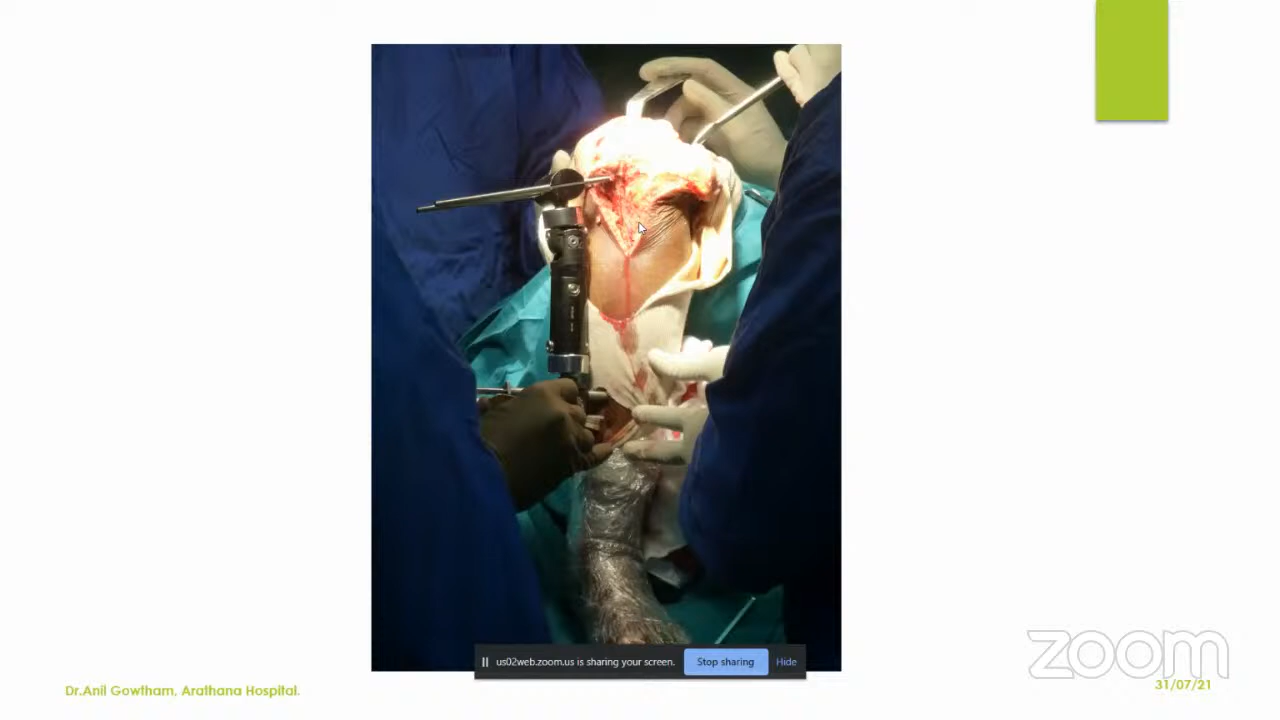 us02web.zoom.us is sharing your screen.
Stop sharing
Hide
zoom
Dr.Anil Gowtham, Arathana Hospital.
31/07/21